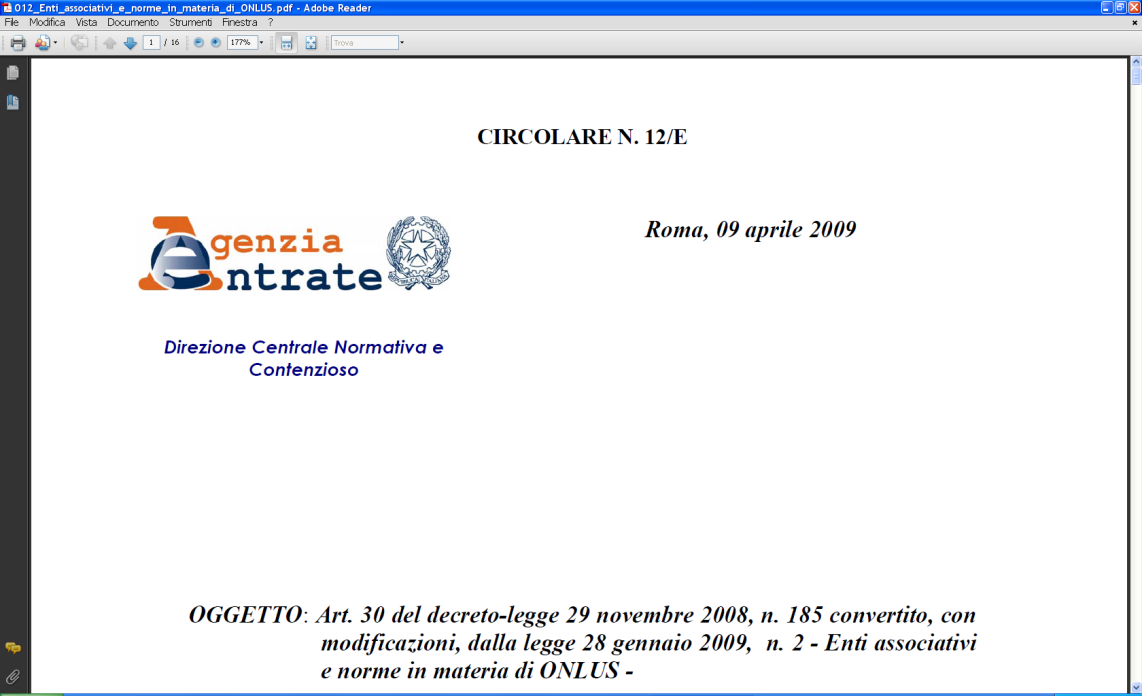 012_Enti_associativi_e_norme_in_materia_di_ONLUS.pdf - Adobe Reader
File Modifica Vista Documento Strumenti Finestra ?
1 / 16 177% Trova
CIRCOLARE N. 12/E
Roma, 09 aprile 2009
Agenzia
Entrate
Direzione Centrale Normativa e
Contenzioso
OGGETTO: Art. 30 del decreto-legge 29 novembre 2008, n. 185 convertito, con
modificazioni, dalla legge 28 gennaio 2009, n. 2 - Enti associativi
e norme in materia di ONLUS -